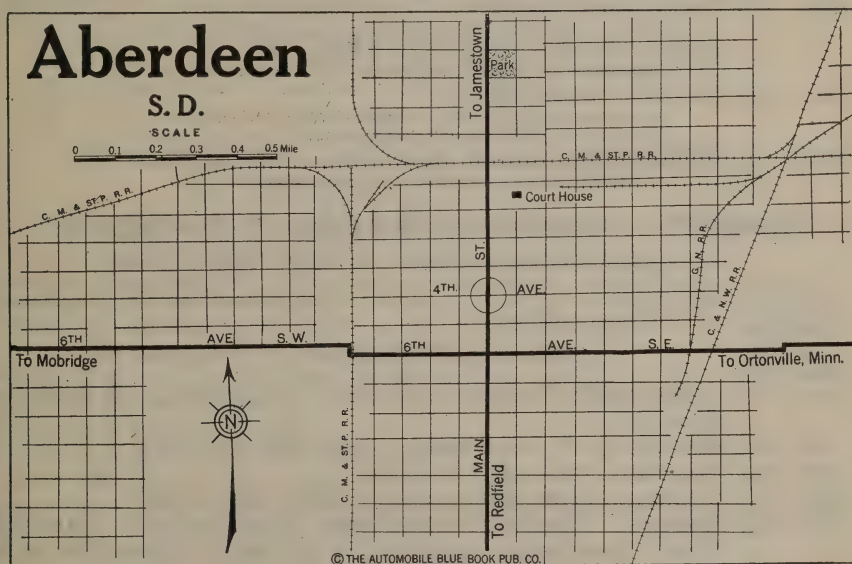 Aberdeen
S. D.
SCALE
0 0.1 0.2 0.3 0.4 0.5 Mile
To Jamestown
Park
C. M. & ST. P. R. R.
C. M. & ST. P. R. R.
Court House
ST.
G. N. R. R.
C. & N. W. R. R.
4TH. AVE.
6TH AVE. S. W.
6TH AVE. S. E.
To Mobridge
To Ortonville, Minn.
N
C. M. & ST. P. R. R.
MAIN
To Redfield
© THE AUTOMOBILE BLUE BOOK PUB. CO.